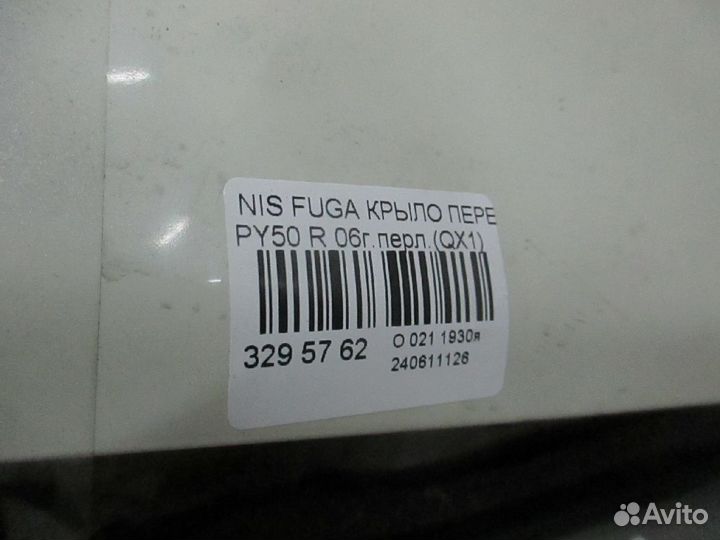 NIS FUGA КРЫЛО ПЕРЕ
PY50 R 06г.перл.(QX1)
329 57 62
O 021 1930я
240611126
Avito